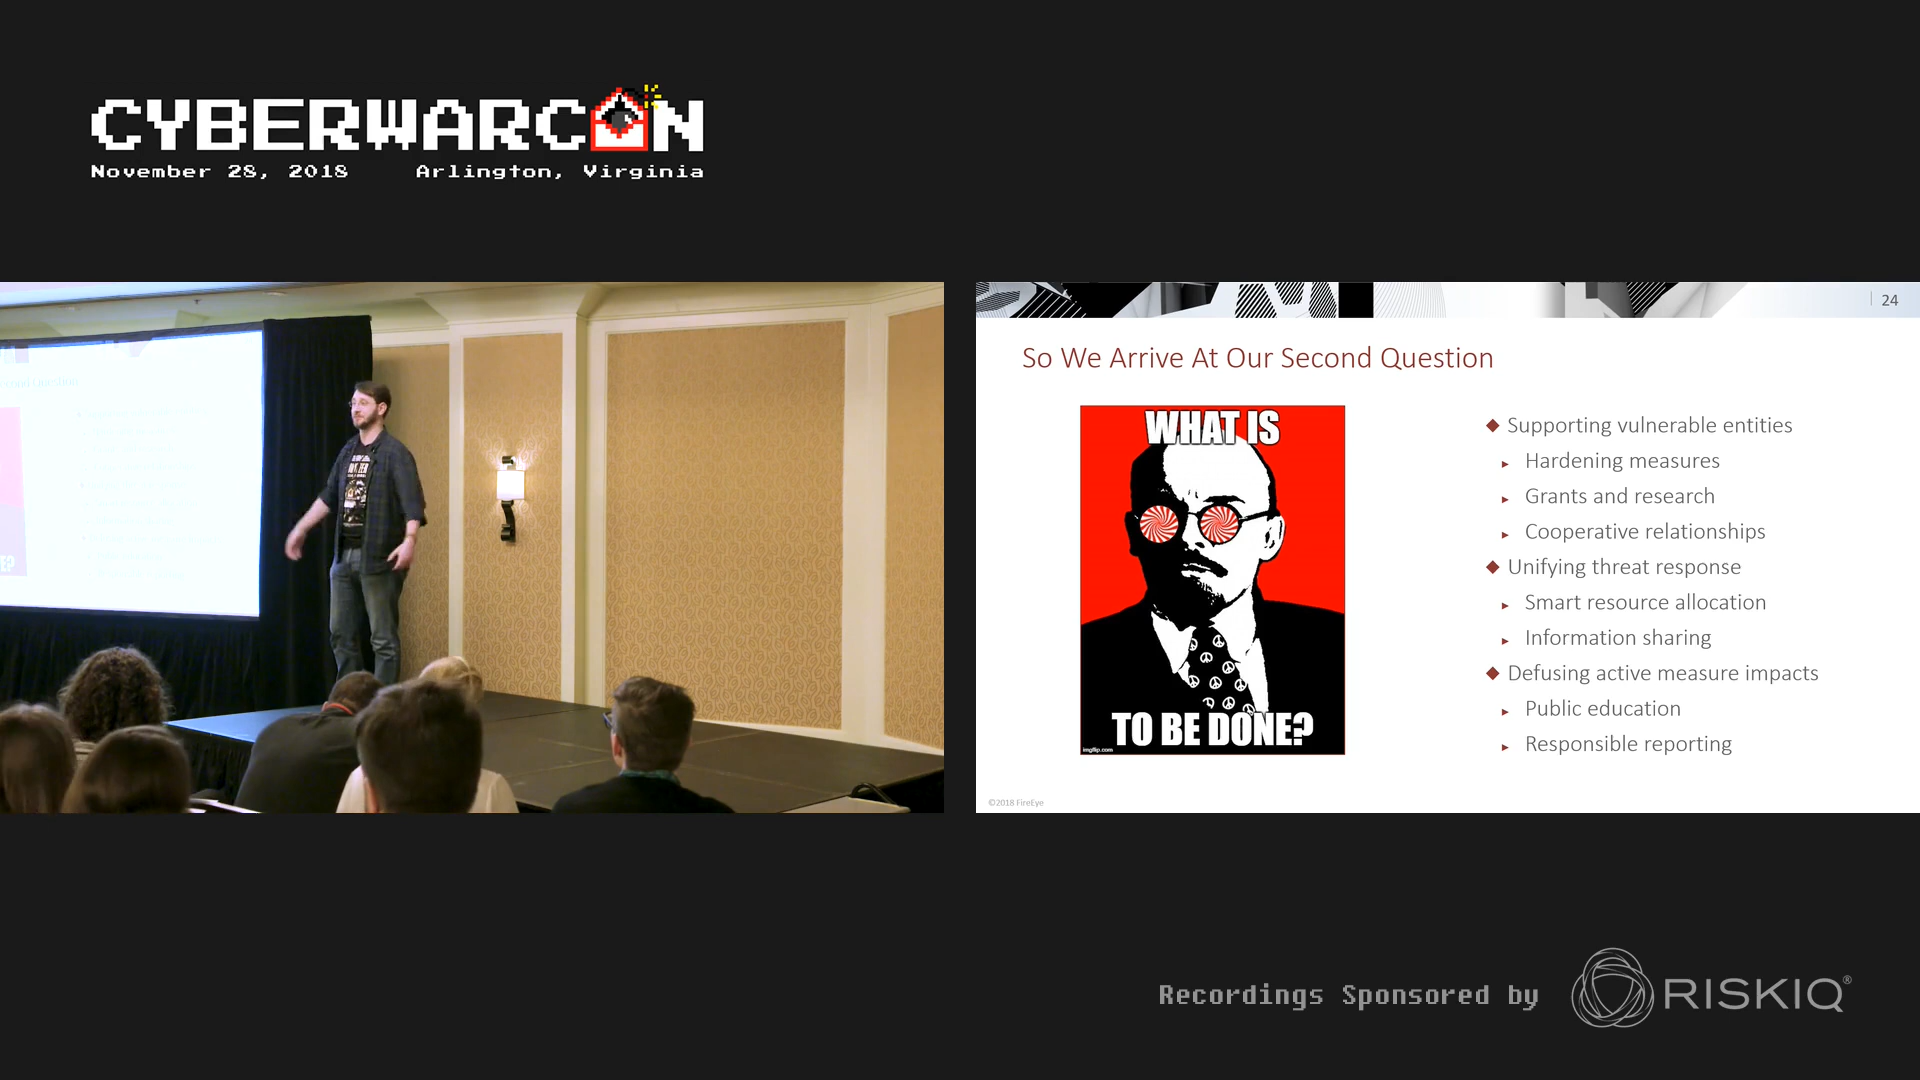 CYBERWARCON
November 28, 2018 Arlington, Virginia
24
So We Arrive At Our Second Question
WHAT IS
TO BE DONE?
imgflip.com
◆ Supporting vulnerable entities
▸ Hardening measures
▸ Grants and research
▸ Cooperative relationships
◆ Unifying threat response
▸ Smart resource allocation
▸ Information sharing
◆ Defusing active measure impacts
▸ Public education
▸ Responsible reporting
©2018 FireEye
Recordings Sponsored by
RISKIQ®